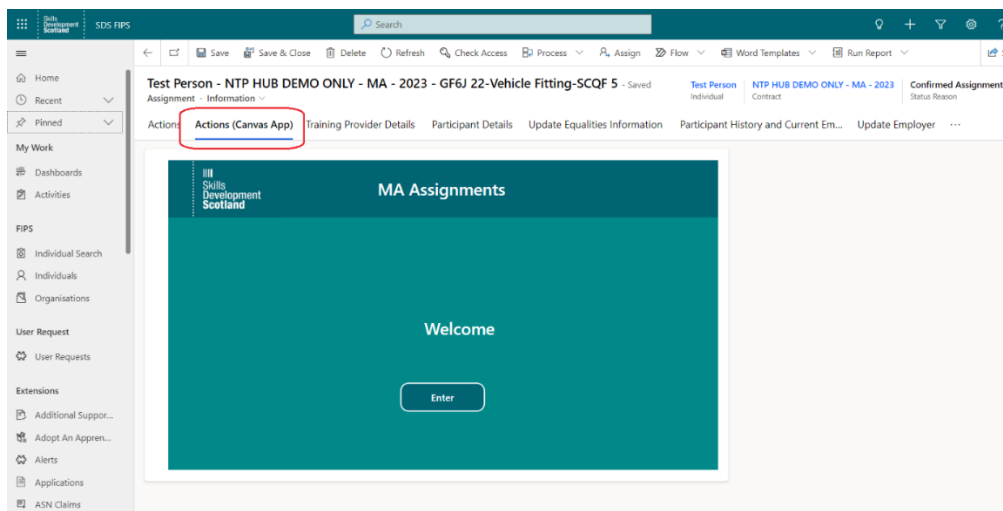 Skills
Development
Scotland
SDS FIPS
Search
Save Save & Close Delete Refresh Check Access Process Assign Flow Word Templates Run Report
Home
Recent
Pinned
My Work
Dashboards
Activities
FIPS
Individual Search
Individuals
Organisations
User Request
User Requests
Extensions
Additional Suppor...
Adopt An Appren...
Alerts
Applications
ASN Claims
Test Person - NTP HUB DEMO ONLY - MA - 2023 - GF6J 22-Vehicle Fitting-SCQF 5 - Saved
Assignment - Information
Test Person
Individual
NTP HUB DEMO ONLY - MA - 2023
Contract
Confirmed Assignment
Status Reason
Actions Actions (Canvas App) Training Provider Details Participant Details Update Equalities Information Participant History and Current Em... Update Employer ...
Skills
Development
Scotland
MA Assignments
Welcome
Enter